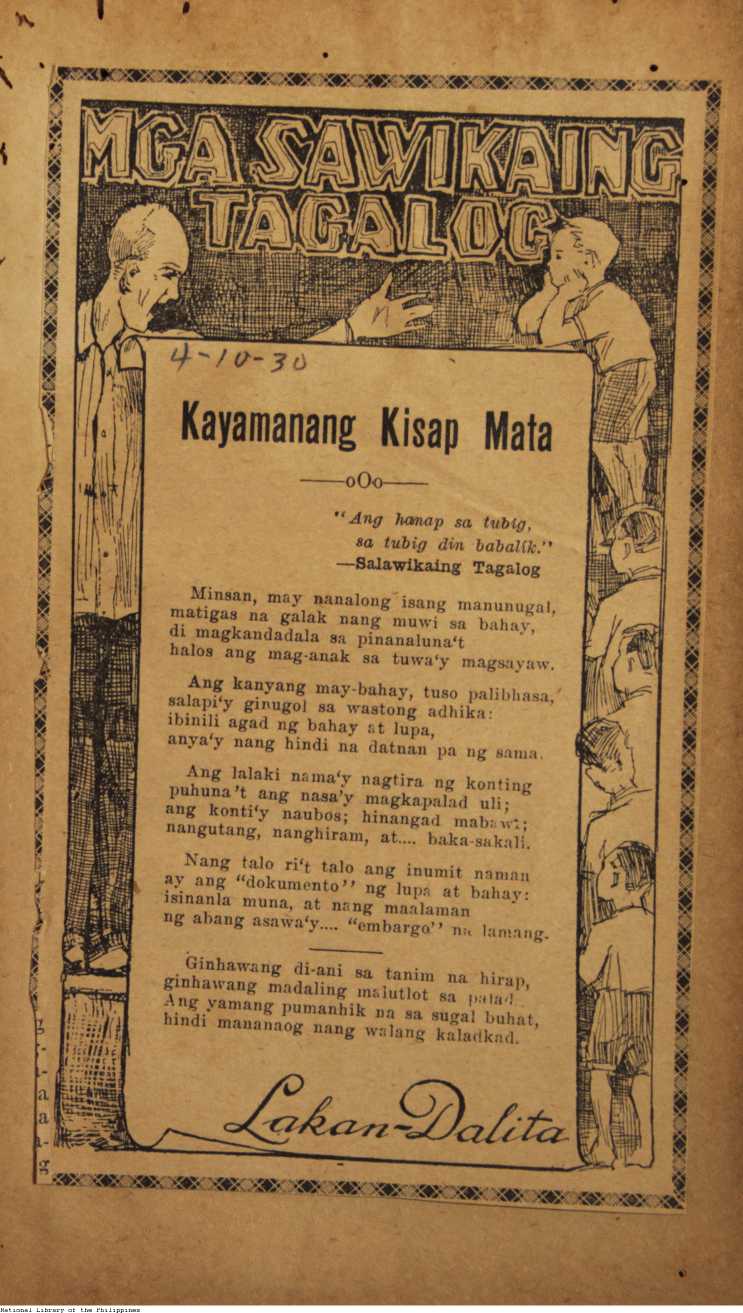 MGA SAWIKAING
TAGALOG
4-10-30
Kayamanang Kisap Mata
——oOo——
"Ang hanap sa tubig,
sa tubig din babalik."
—Salawikaing Tagalog
Minsan, may nanalong isang manunugal,
matigas na galak nang muwi sa bahay,
di magkandadala sa pinanaluna't
halos ang mag-anak sa tuwa'y magsayaw.
Ang kanyang may-bahay, tuso palibhasa,
salapi'y ginugol sa wastong adhika:
ibinili agad ng bahay at lupa,
anya'y nang hindi na datnan pa ng sama.
Ang lalaki nama'y nagtira ng konting
puhuna't ang nasa'y magkapalad uli;
ang konti'y naubos; hinangad mabawi;
nangutang, nanghiram, at.... baka-sakali.
Nang talo ri't talo ang inumit naman
ay ang "dokumento" ng lupa at bahay:
isinanla muna, at nang maalaman
ng abang asawa'y.... "embargo" na lamang.
Ginhawang di-ani sa tanim na hirap,
ginhawang madaling malutlot sa palad..
Ang yamang pumanhik na sa sugal buhat,
hindi mananaog nang walang kaladkad.
Lakan-Dalita
National Library of the Philippines